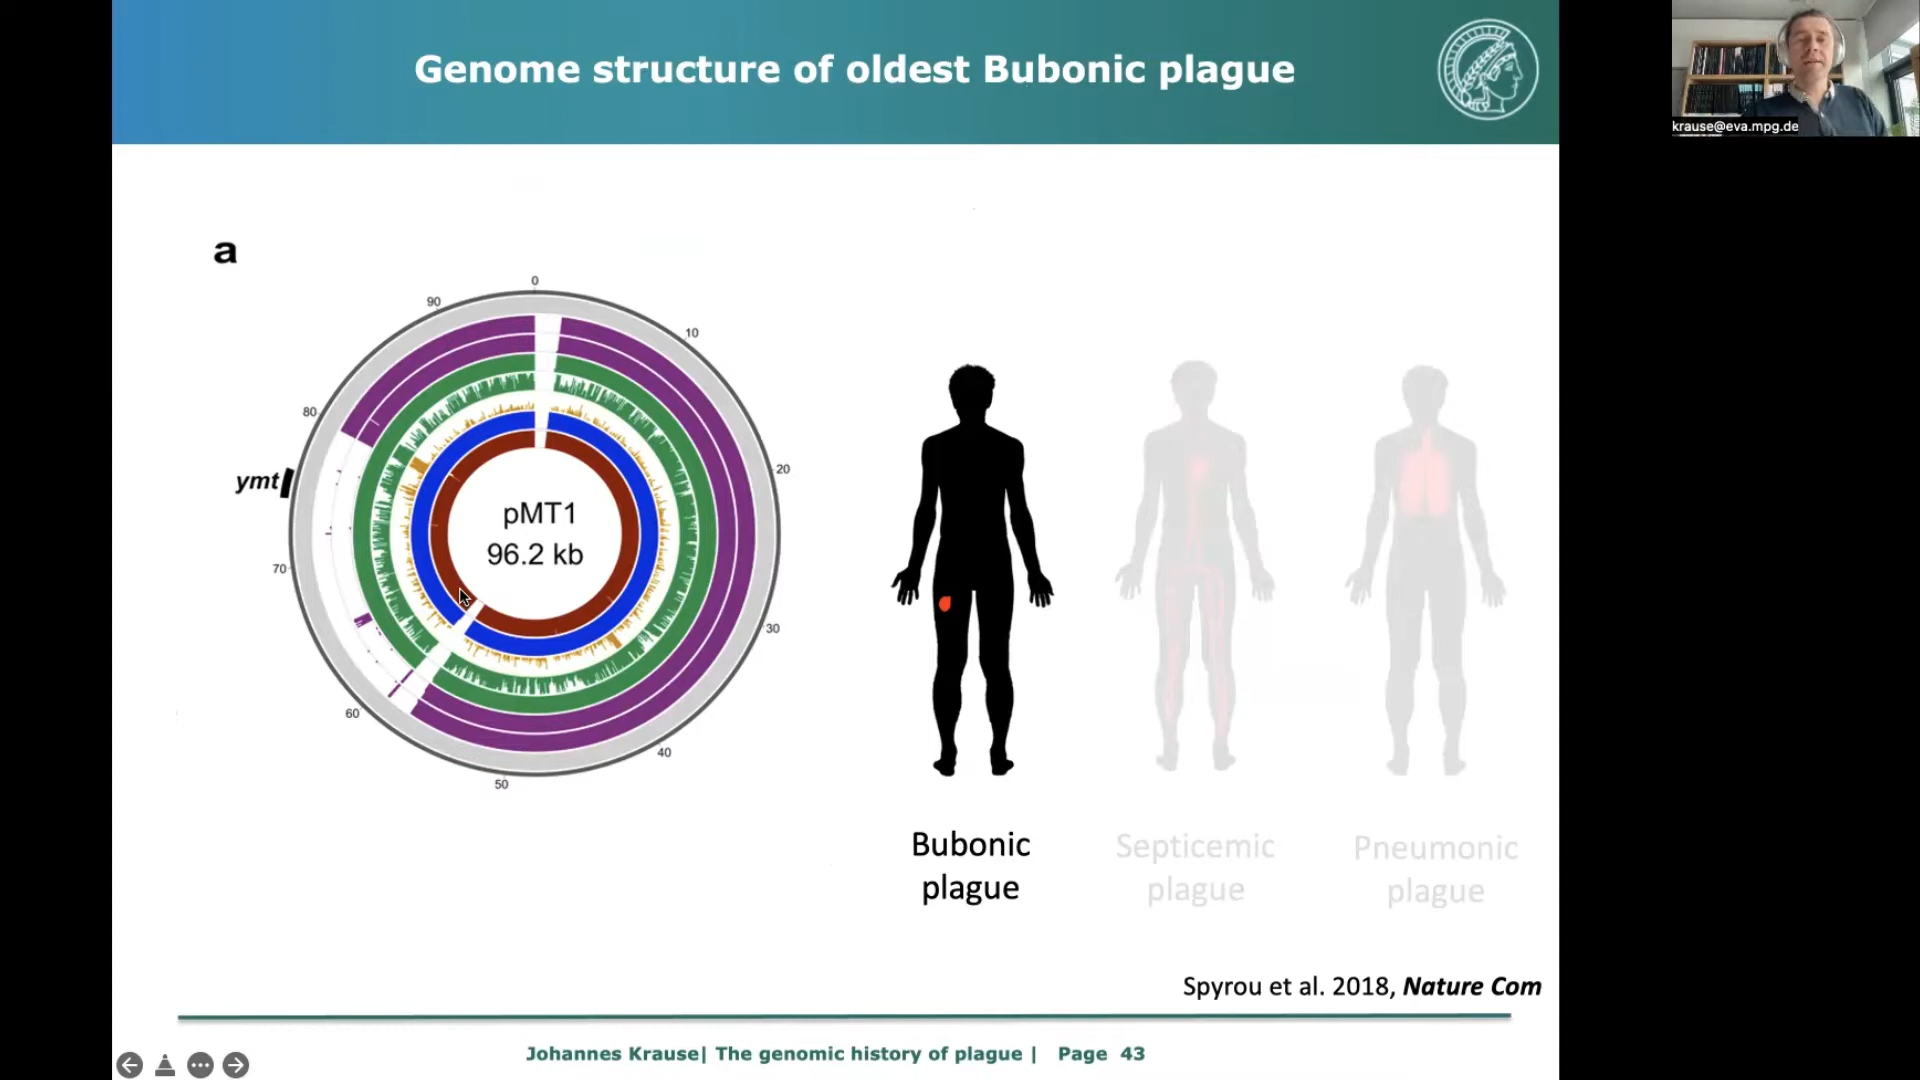 Genome structure of oldest Bubonic plague
krause@eva.mpg.de
a
0
10
20
30
40
50
60
70
80
90
ymt
pMT1
96.2 kb
Bubonic
plague
Septicemic
plague
Pneumonic
plague
Spyrou et al. 2018, Nature Com
Johannes Krause| The genomic history of plague | Page 43